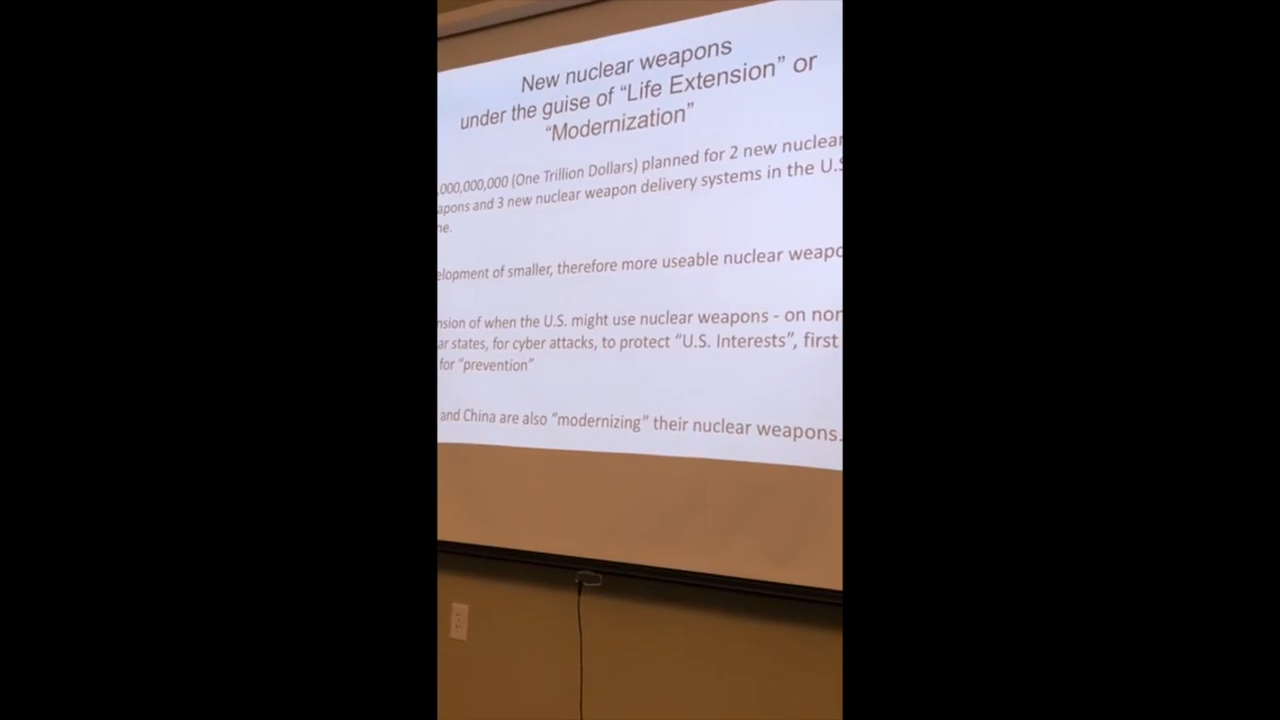 New nuclear weapons
under the guise of “Life Extension” or
“Modernization”
000,000,000 (One Trillion Dollars) planned for 2 new nuclear
apons and 3 new nuclear weapon delivery systems in the U.S
ne.
elopment of smaller, therefore more useable nuclear weapo
nsion of when the U.S. might use nuclear weapons - on non
ar states, for cyber attacks, to protect “U.S. Interests”, first
for “prevention”
and China are also “modernizing” their nuclear weapons.